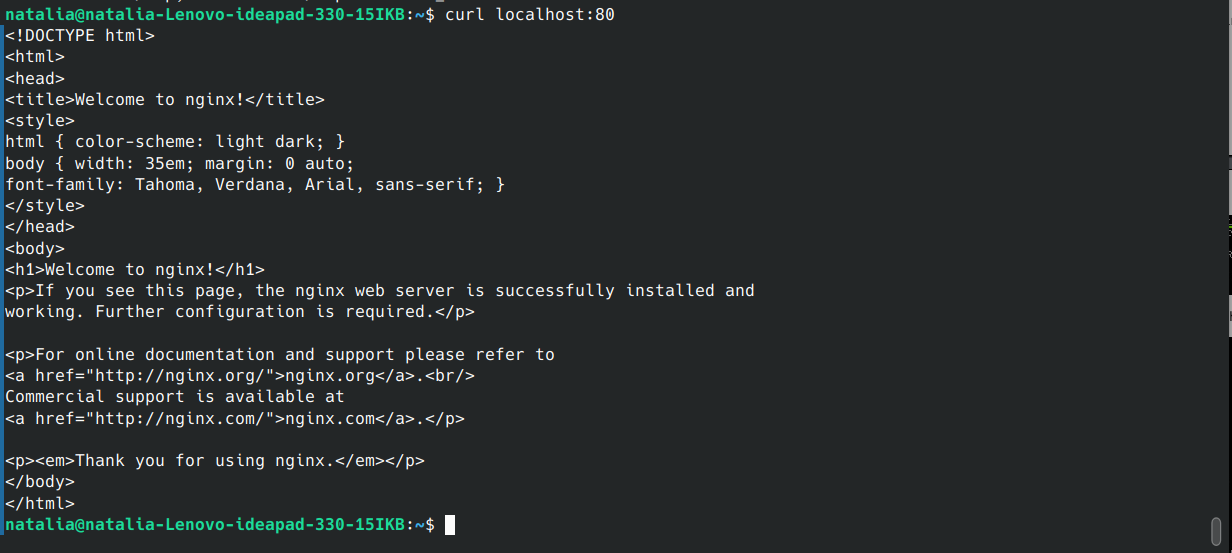 natalia@natalia-Lenovo-ideapad-330-15IKB:~$ curl localhost:80
<!DOCTYPE html>
<html>
<head>
<title>Welcome to nginx!</title>
<style>
html { color-scheme: light dark; }
body { width: 35em; margin: 0 auto;
font-family: Tahoma, Verdana, Arial, sans-serif; }
</style>
</head>
<body>
<h1>Welcome to nginx!</h1>
<p>If you see this page, the nginx web server is successfully installed and
working. Further configuration is required.</p>

<p>For online documentation and support please refer to
<a href="http://nginx.org/">nginx.org</a>.<br/>
Commercial support is available at
<a href="http://nginx.com/">nginx.com</a>.</p>

<p><em>Thank you for using nginx.</em></p>
</body>
</html>
natalia@natalia-Lenovo-ideapad-330-15IKB:~$